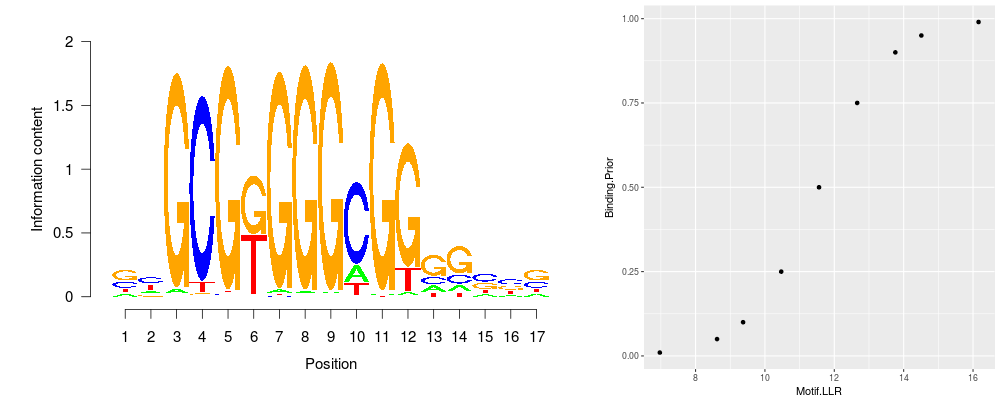 2
1.5
1
0.5
0
Information content
1 2 3 4 5 6 7 8 9 10 11 12 13 14 15 16 17
Position
G C G G G G G C G G G G G
C C T T A T C C
1.00
0.75
0.50
0.25
0.00
Binding.Prior
8 10 12 14 16
Motif.LLR